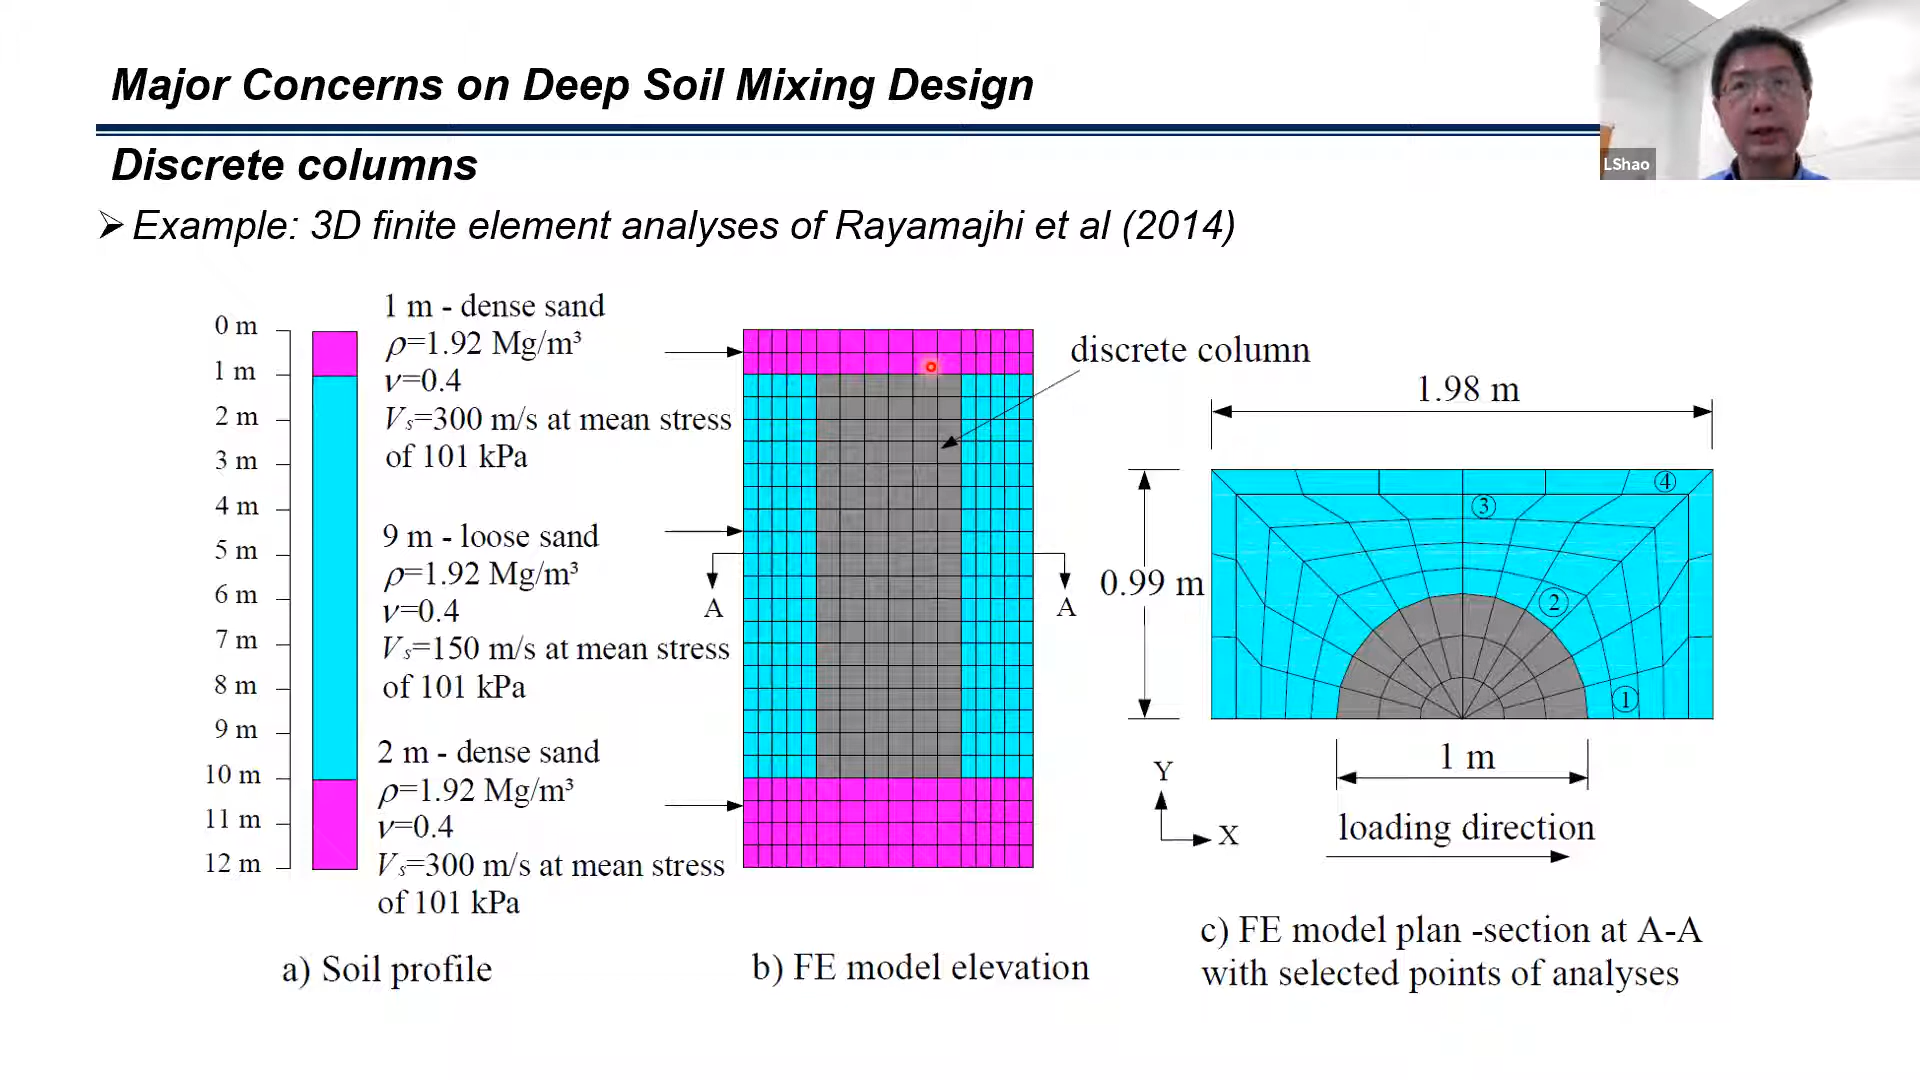 Major Concerns on Deep Soil Mixing Design
LShao
Discrete columns
Example: 3D finite element analyses of Rayamajhi et al (2014)
0 m
1 m
2 m
3 m
4 m
5 m
6 m
7 m
8 m
9 m
10 m
11 m
12 m
1 m - dense sand
ρ=1.92 Mg/m³
ν=0.4
Vs=300 m/s at mean stress
of 101 kPa
9 m - loose sand
ρ=1.92 Mg/m³
ν=0.4
Vs=150 m/s at mean stress
of 101 kPa
2 m - dense sand
ρ=1.92 Mg/m³
ν=0.4
Vs=300 m/s at mean stress
of 101 kPa
a) Soil profile
discrete column
A
A
b) FE model elevation
1.98 m
0.99 m
④
③
②
①
1 m
Y
X
loading direction
c) FE model plan -section at A-A
with selected points of analyses